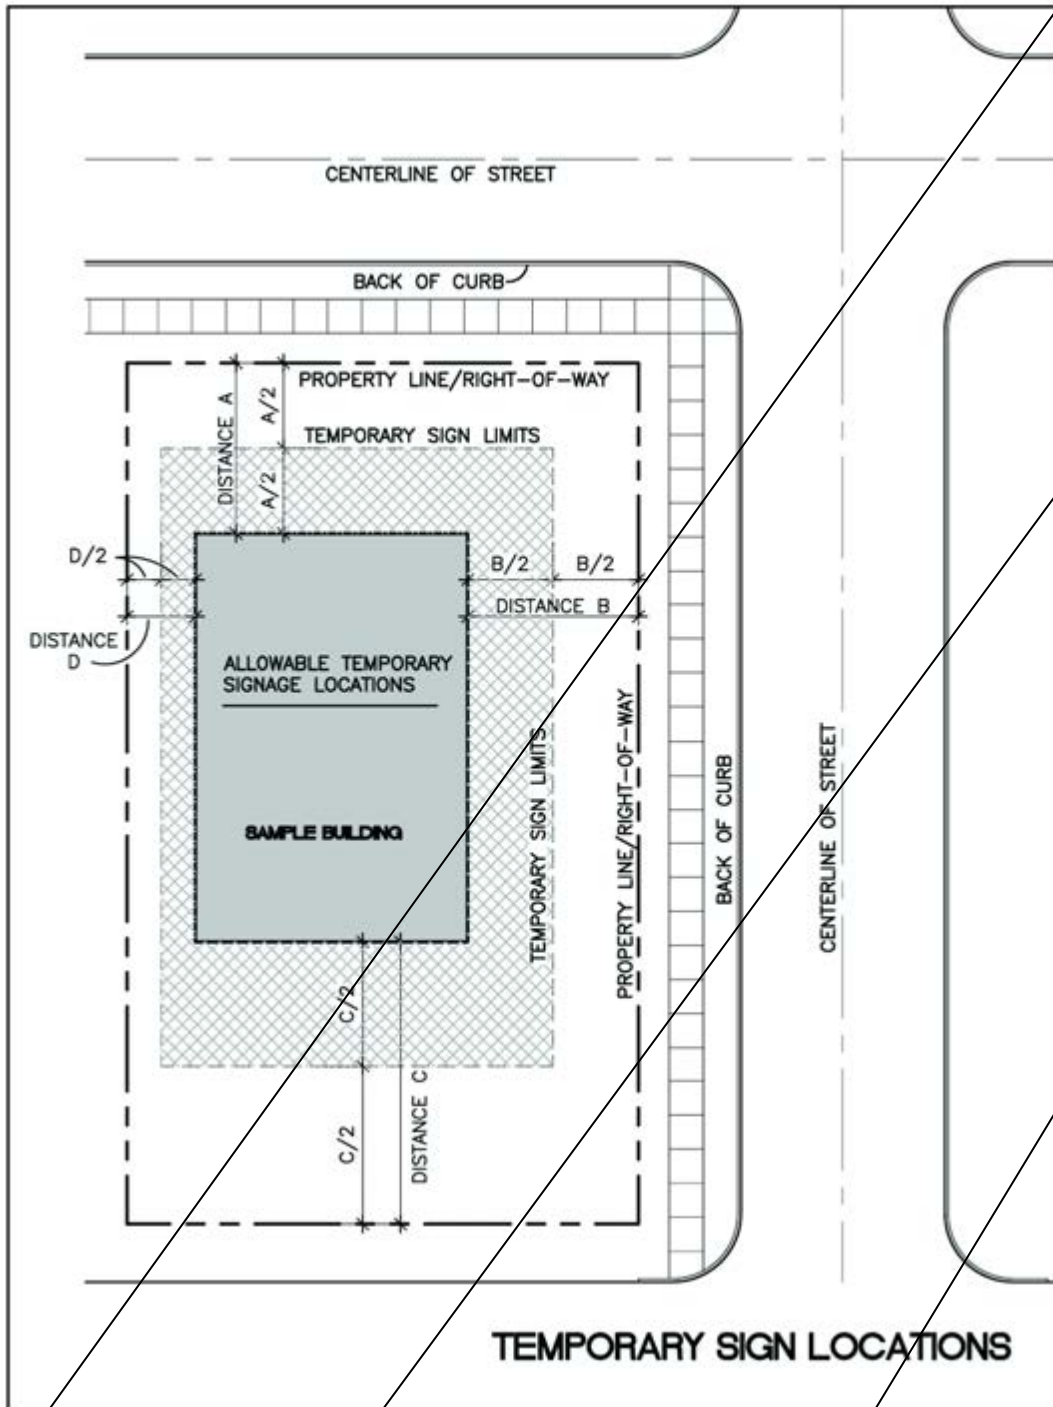 CENTERLINE OF STREET
BACK OF CURB
PROPERTY LINE/RIGHT-OF-WAY
DISTANCE A
A/2
TEMPORARY SIGN LIMITS
A/2
D/2
B/2
B/2
DISTANCE B
DISTANCE
D
ALLOWABLE TEMPORARY
SIGNAGE LOCATIONS
SAMPLE BUILDING
TEMPORARY SIGN LIMITS
PROPERTY LINE/RIGHT-OF-WAY
BACK OF CURB
CENTERLINE OF STREET
C/2
C/2
DISTANCE C
TEMPORARY SIGN LOCATIONS